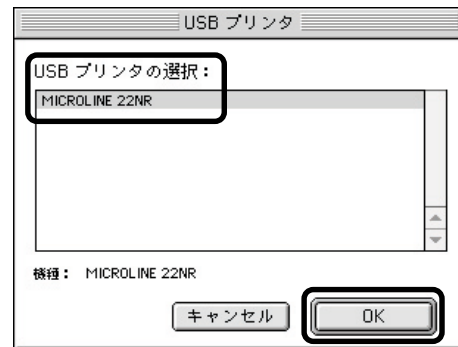 USB プリンタ
USB プリンタの選択：
MICROLINE 22NR
機種： MICROLINE 22NR
キャンセル OK